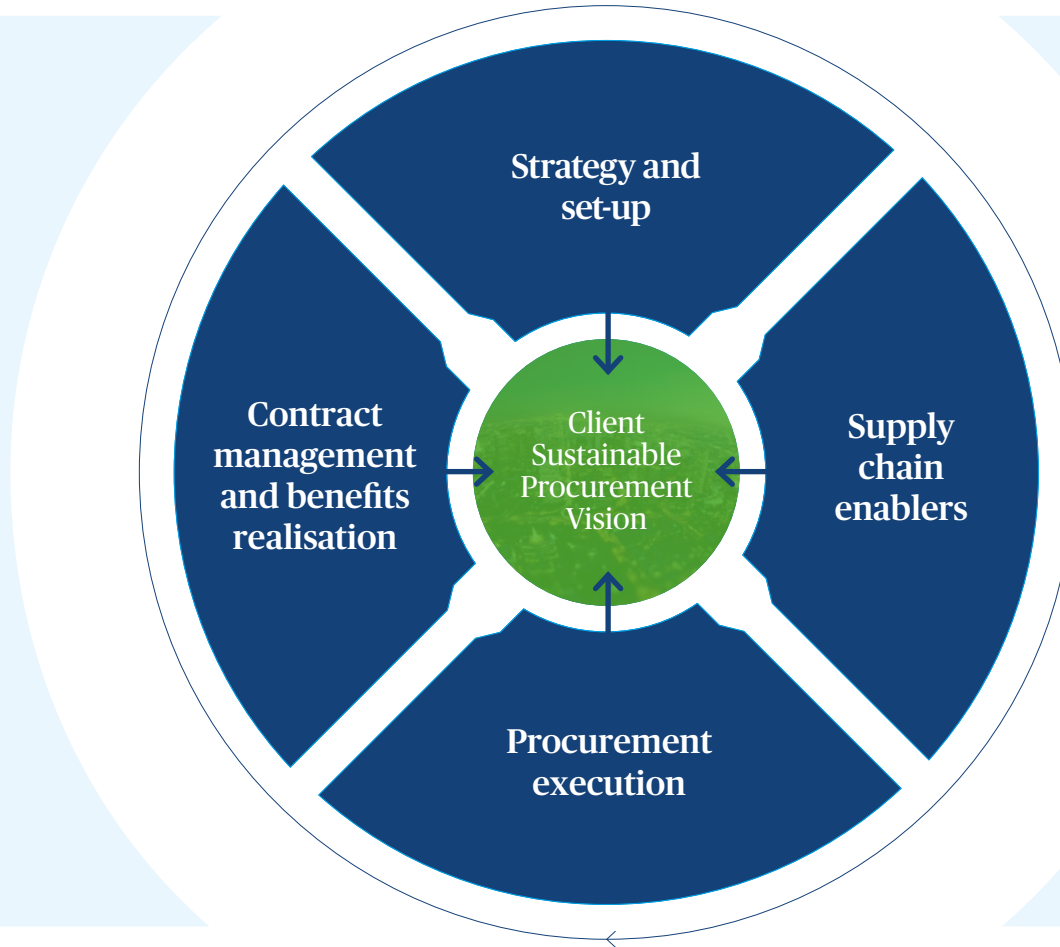 Strategy and
set-up
Supply
chain
enablers
Procurement
execution
Contract
management
and benefits
realisation
Client
Sustainable
Procurement
Vision